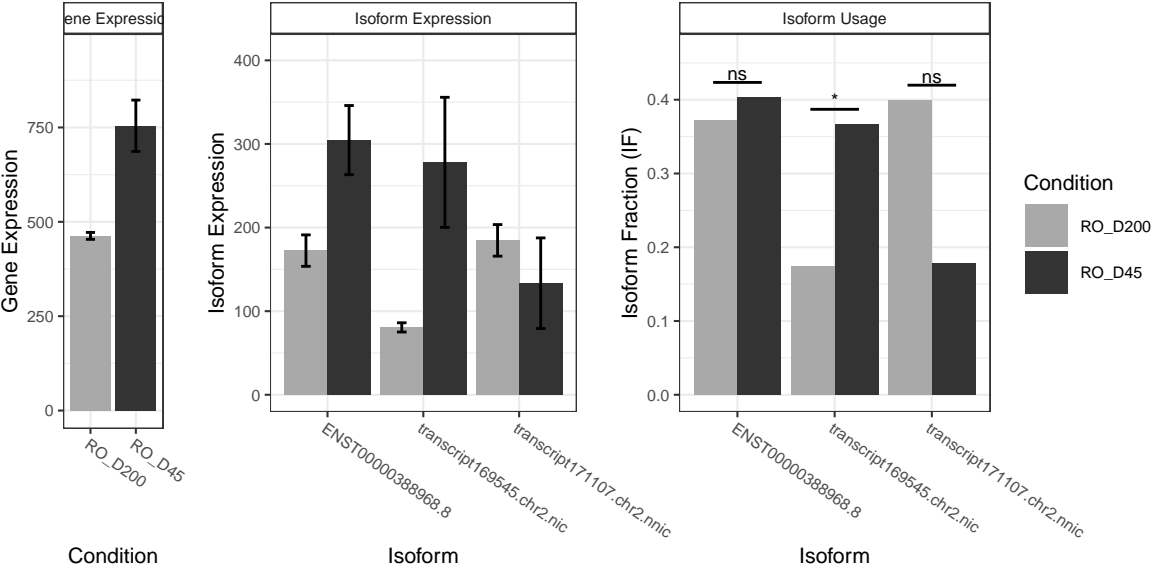 ene Expressio
Gene Expression
750
500
250
0
RO_D200
RO_D45
Condition
Isoform Expression
Isoform Expression
400
300
200
100
0
ENST00000388968.8
transcript169545.chr2.nic
transcript171107.chr2.nnic
Isoform
Isoform Usage
Isoform Fraction (IF)
0.4
0.3
0.2
0.1
0.0
ns
*
ns
ENST00000388968.8
transcript169545.chr2.nic
transcript171107.chr2.nnic
Isoform
Condition
RO_D200
RO_D45